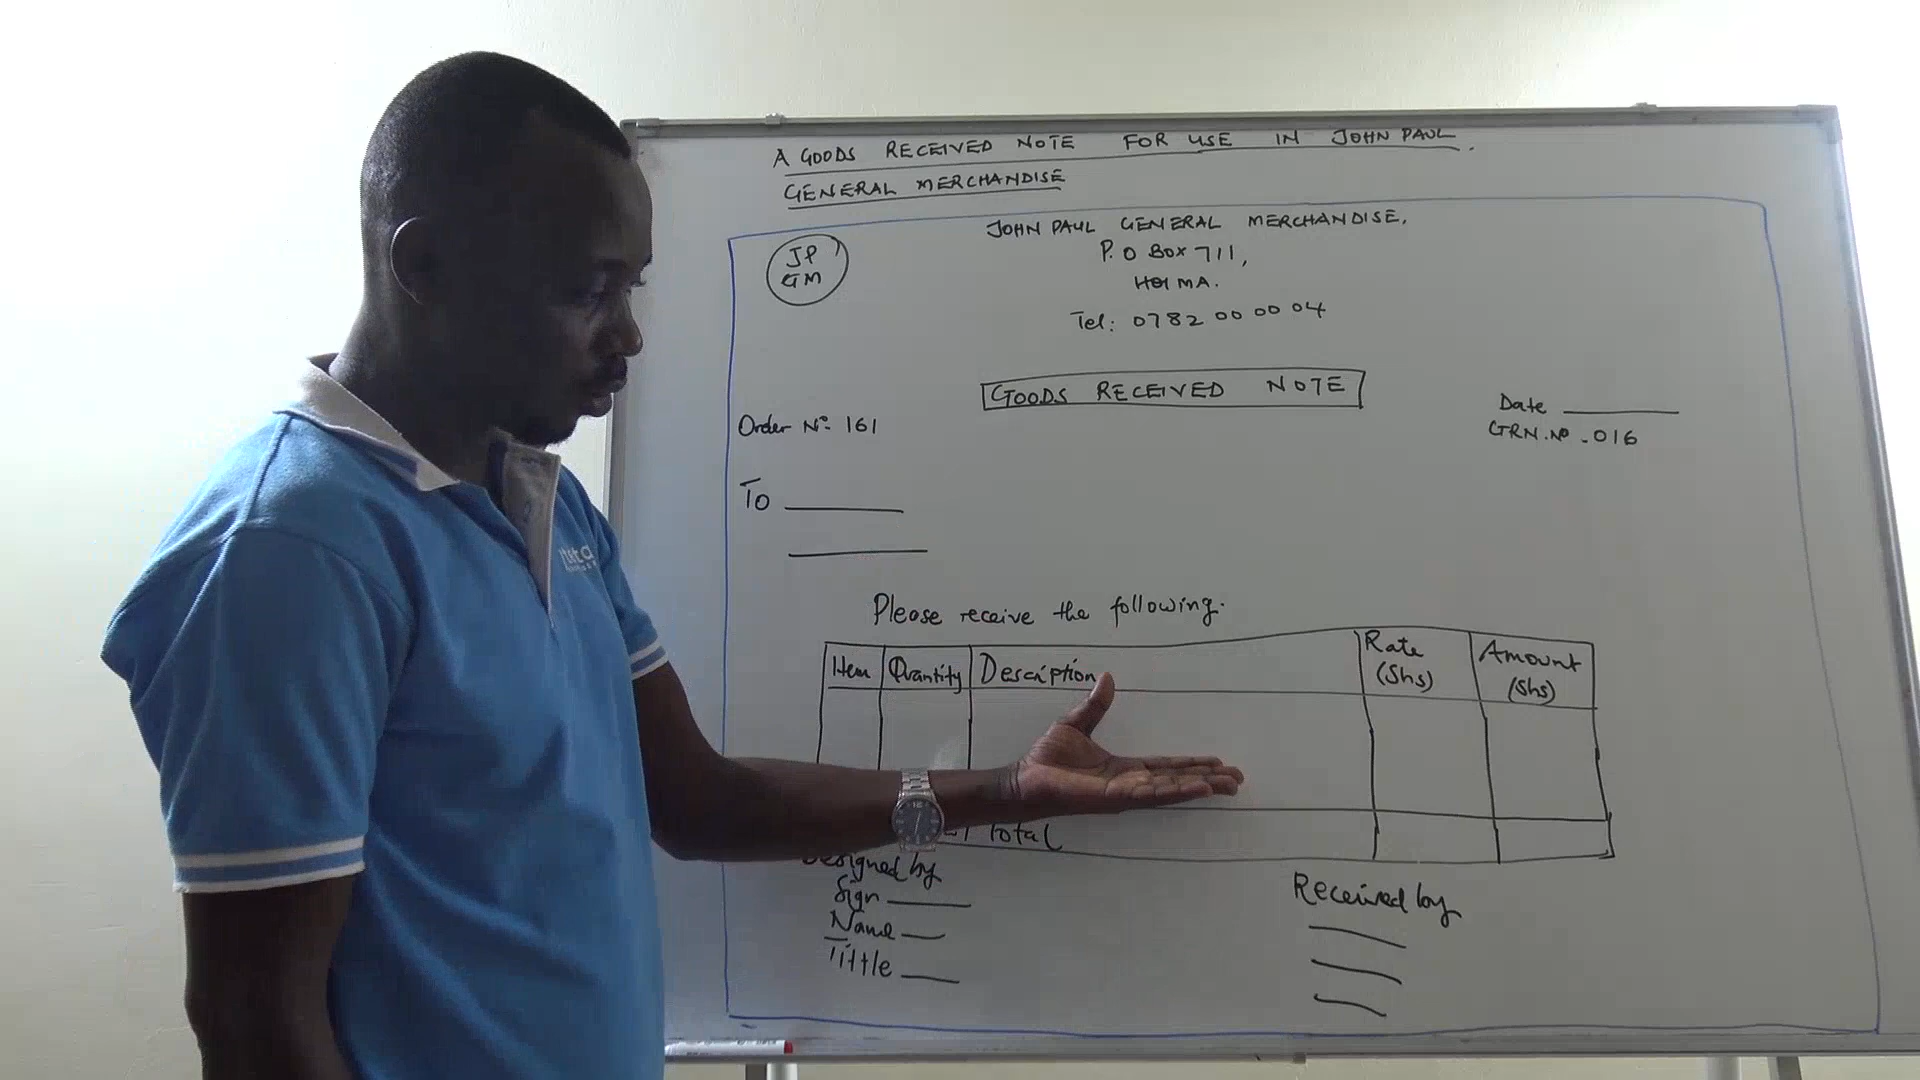 A GOODS RECEIVED NOTE FOR USE IN JOHN PAUL
GENERAL MERCHANDISE
JP
GM
JOHN PAUL GENERAL MERCHANDISE,
P.O BOX 711,
HOIMA.
Tel: 0782 00 00 04
GOODS RECEIVED NOTE
Date
GRN.No - 016
Order No 161
To
Please receive the following.
Item Quantity Description Rate (Shs) Amount (Shs)
Total
Designed by
Sign
Name
Tittle
Received by